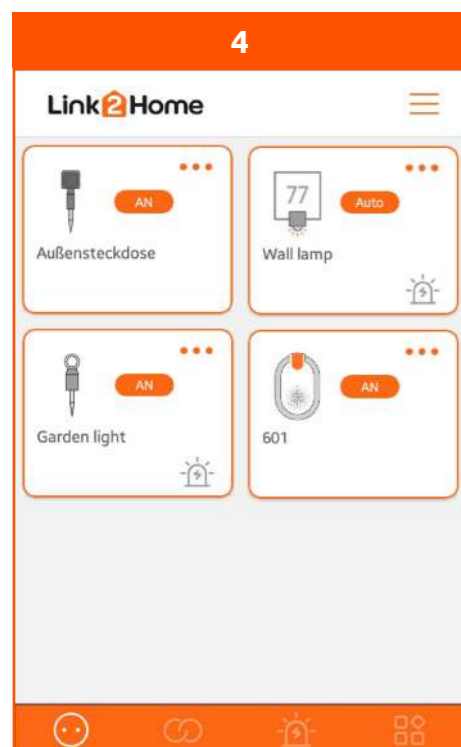 4
Link2Home
AN
Außensteckdose
77
Auto
Wall lamp
AN
Garden light
AN
601